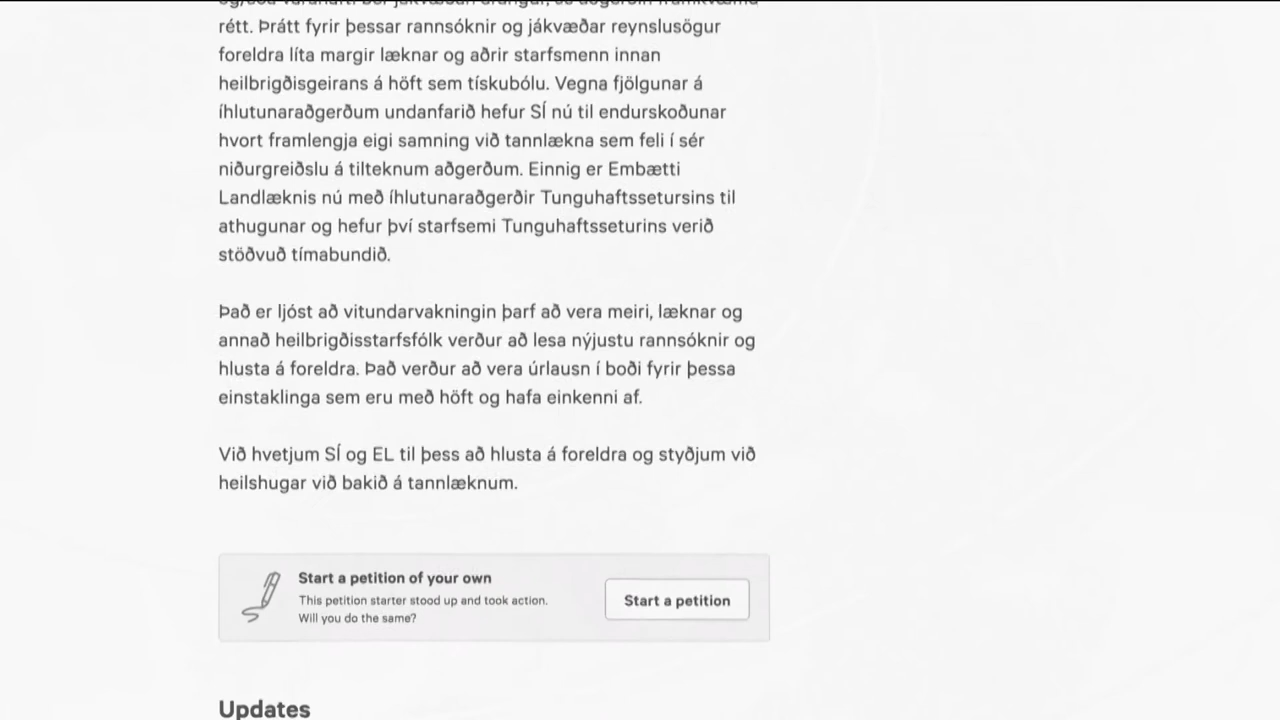 rétt. Þrátt fyrir þessar rannsóknir og jákvæðar reynslusögur
foreldra líta margir læknar og aðrir starfsmenn innan
heilbrigðisgeirans á höft sem tískubólu. Vegna fjölgunar á
íhlutunaraðgerðum undanfarið hefur SÍ nú til endurskoðunar
hvort framlengja eigi samning við tannlækna sem feli í sér
niðurgreiðslu á tilteknum aðgerðum. Einnig er Embætti
Landlæknis nú með íhlutunaraðgerðir Tunguhaftssetursins til
athugunar og hefur því starfsemi Tunguhaftsseturins verið
stöðvuð tímabundið.
Það er ljóst að vitundarvakningin þarf að vera meiri, læknar og
annað heilbrigðisstarfsfólk verður að lesa nýjustu rannsóknir og
hlusta á foreldra. Það verður að vera úrlausn í boði fyrir þessa
einstaklinga sem eru með höft og hafa einkenni af.
Við hvetjum SÍ og EL til þess að hlusta á foreldra og styðjum við
heilshugar við bakið á tannlæknum.
Start a petition of your own
This petition starter stood up and took action.
Will you do the same?
Start a petition
Updates